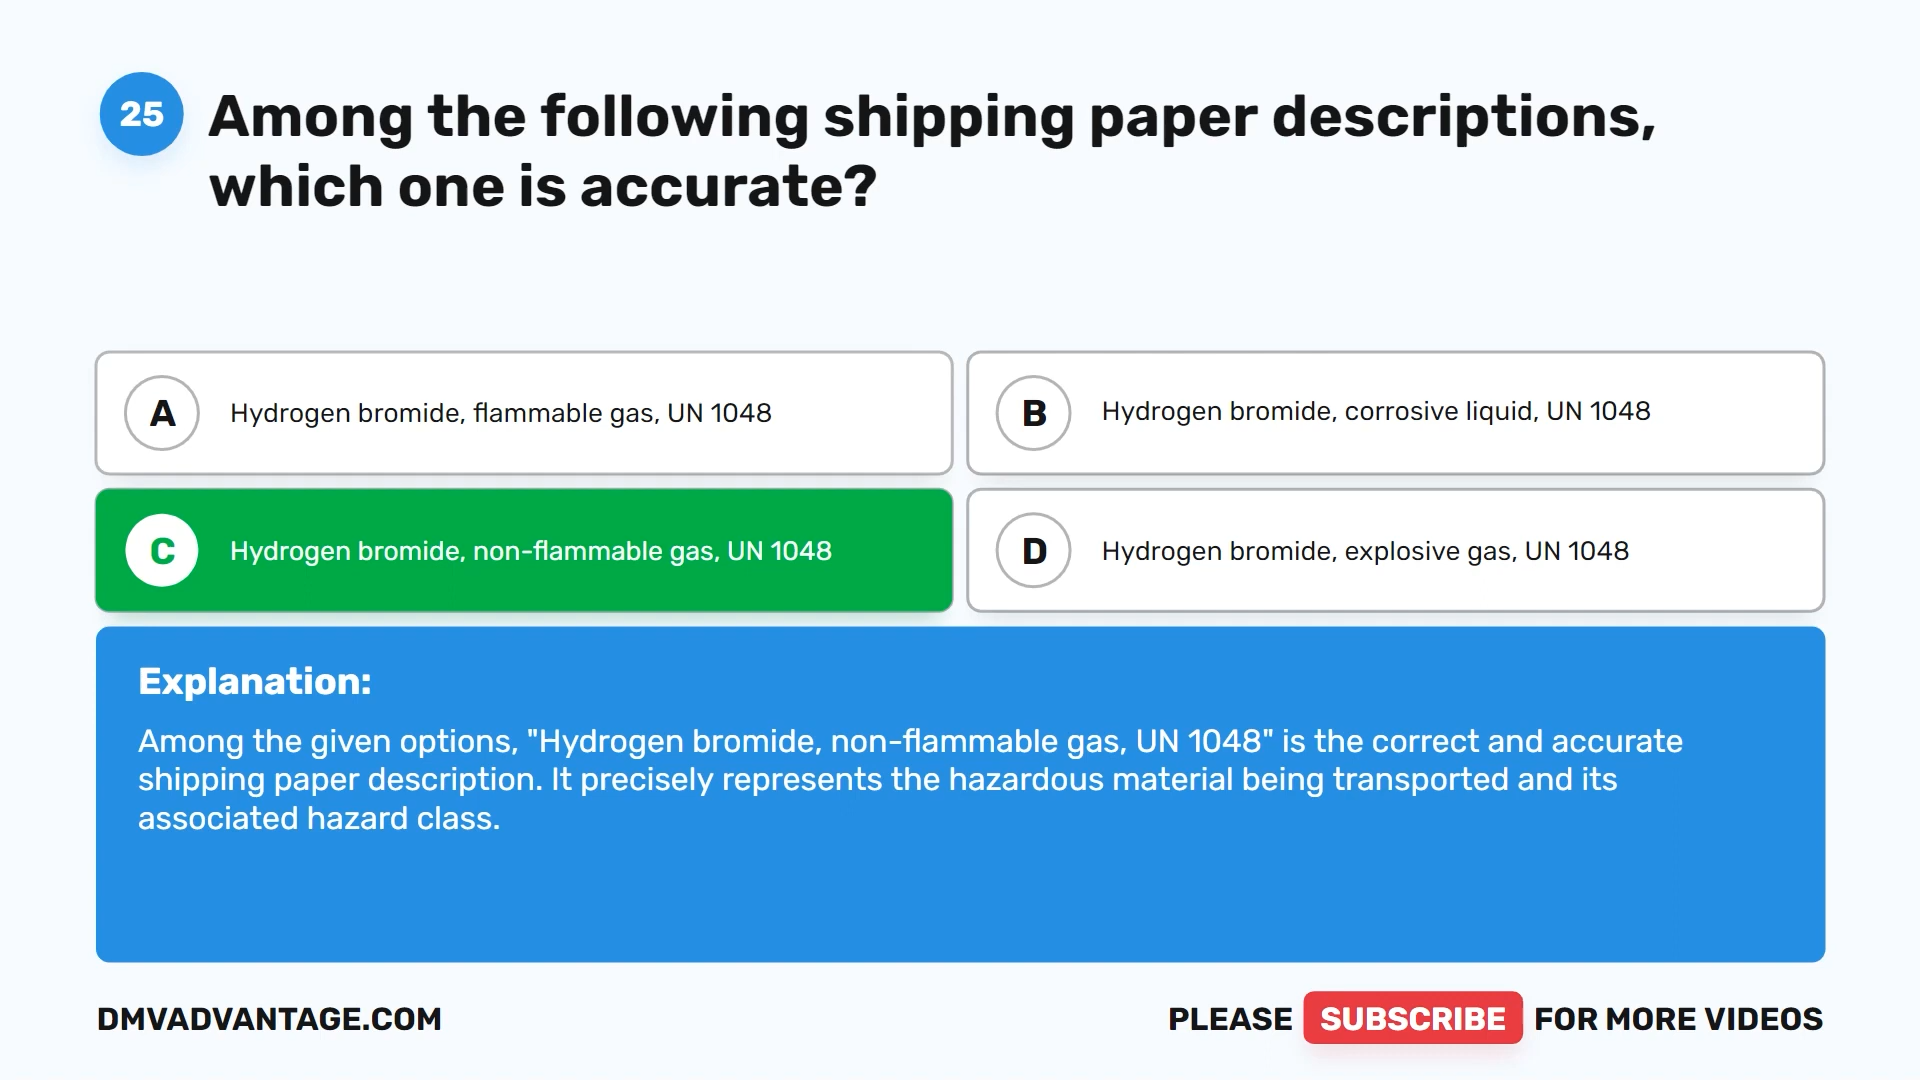 25
Among the following shipping paper descriptions,
which one is accurate?
A
Hydrogen bromide, flammable gas, UN 1048
B
Hydrogen bromide, corrosive liquid, UN 1048
C
Hydrogen bromide, non-flammable gas, UN 1048
D
Hydrogen bromide, explosive gas, UN 1048
Explanation:
Among the given options, "Hydrogen bromide, non-flammable gas, UN 1048" is the correct and accurate
shipping paper description. It precisely represents the hazardous material being transported and its
associated hazard class.
DMVADVANTAGE.COM
PLEASE SUBSCRIBE FOR MORE VIDEOS